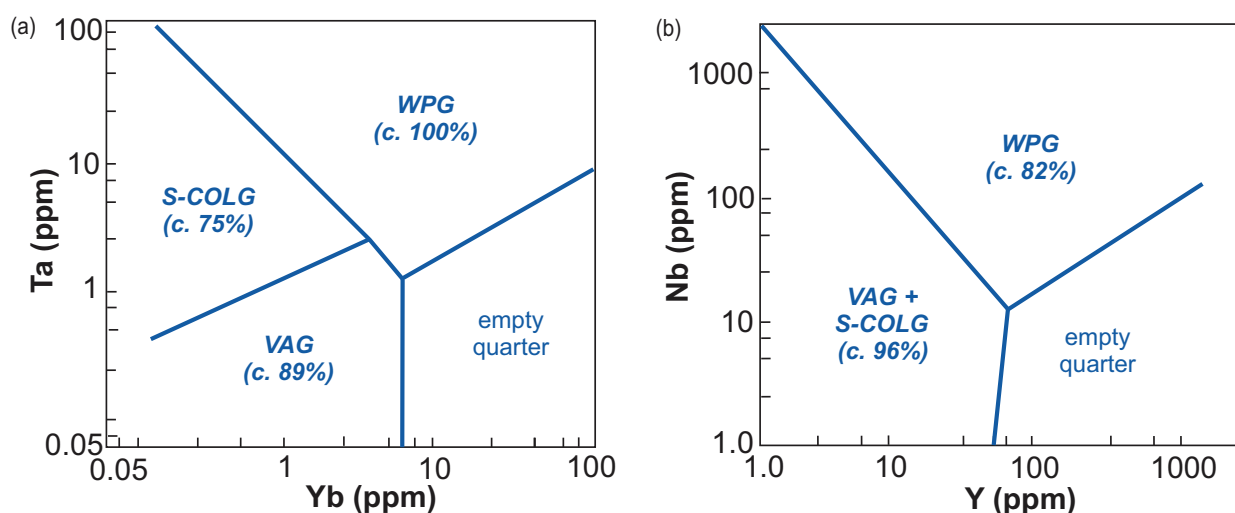 (a)
100
10
1
0.05
Ta (ppm)
WPG
(c. 100%)
S-COLG
(c. 75%)
VAG
(c. 89%)
empty
quarter
0.05
1
10
100
Yb (ppm)
(b)
1000
100
10
1.0
Nb (ppm)
WPG
(c. 82%)
VAG +
S-COLG
(c. 96%)
empty
quarter
1.0
10
100
1000
Y (ppm)